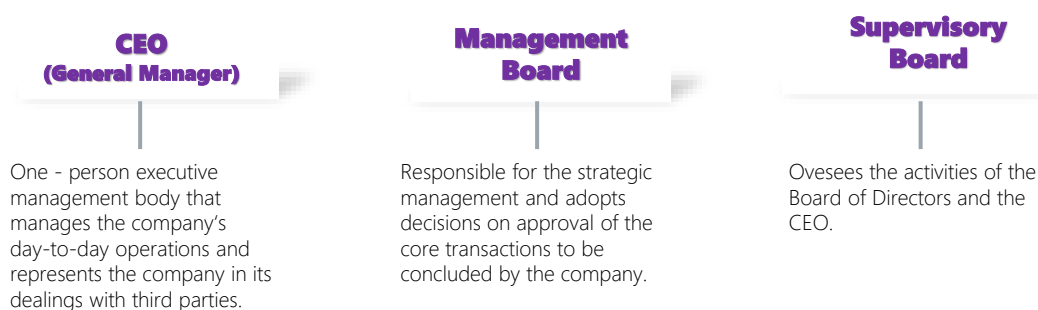 CEO
(General Manager)
One - person executive
management body that
manages the company's
day-to-day operations and
represents the company in its
dealings with third parties.
Management
Board
Responsible for the strategic
management and adopts
decisions on approval of the
core transactions to be
concluded by the company.
Supervisory
Board
Ovesees the activities of the
Board of Directors and the
CEO.